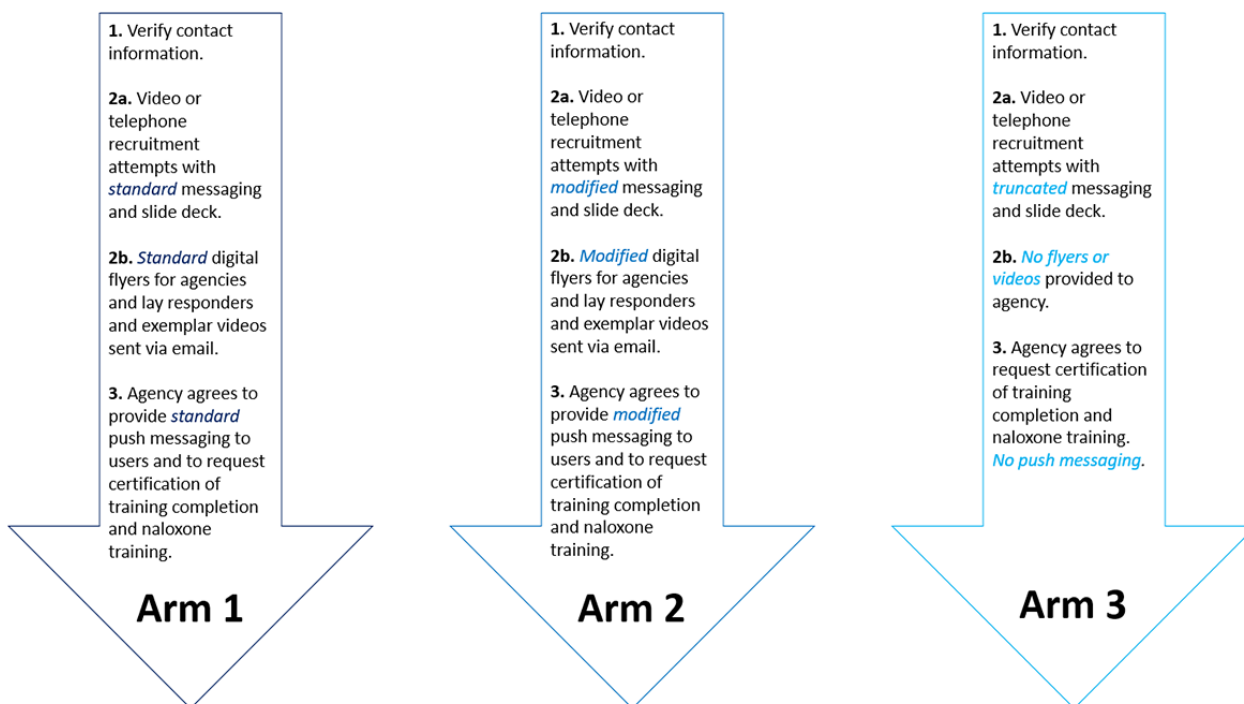 1. Verify contact
information.
2a. Video or
telephone
recruitment
attempts with
standard messaging
and slide deck.
2b. Standard digital
flyers for agencies
and lay responders
and exemplar videos
sent via email.
3. Agency agrees to
provide standard
push messaging to
users and to request
certification of
training completion
and naloxone
training.
Arm 1
1. Verify contact
information.
2a. Video or
telephone
recruitment
attempts with
modified messaging
and slide deck.
2b. Modified digital
flyers for agencies
and lay responders
and exemplar videos
sent via email.
3. Agency agrees to
provide modified
push messaging to
users and to request
certification of
training completion
and naloxone
training.
Arm 2
1. Verify contact
information.
2a. Video or
telephone
recruitment
attempts with
truncated messaging
and slide deck.
2b. No flyers or
videos provided to
agency.
3. Agency agrees to
request certification
of training
completion and
naloxone training.
No push messaging.
Arm 3